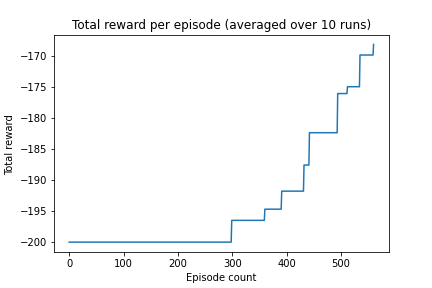 Total reward per episode (averaged over 10 runs)
Total reward
−170
−175
−180
−185
−190
−195
−200
0 100 200 300 400 500
Episode count